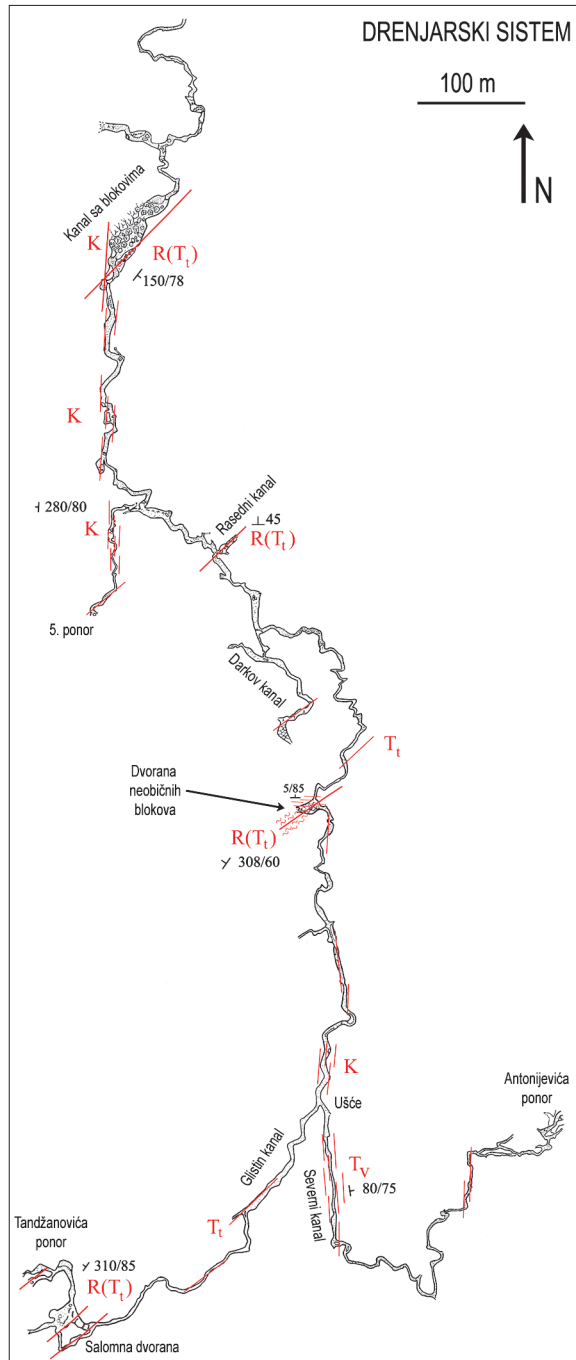 DRENJARSKI SISTEM
100 m
N
Kanal sa blokovima
K
R(Tt)
150/78
K
280/80
K
Rasedni kanal
45
R(Tt)
5. ponor
Darkov kanal
Tt
Dvorana
neobičnih
blokova
5/85
R(Tt)
308/60
K
Antonijevića
ponor
Ušće
Glistin kanal
Severni kanal
TV
80/75
Tt
Tandžanovića
ponor
310/85
R(Tt)
Salomna dvorana